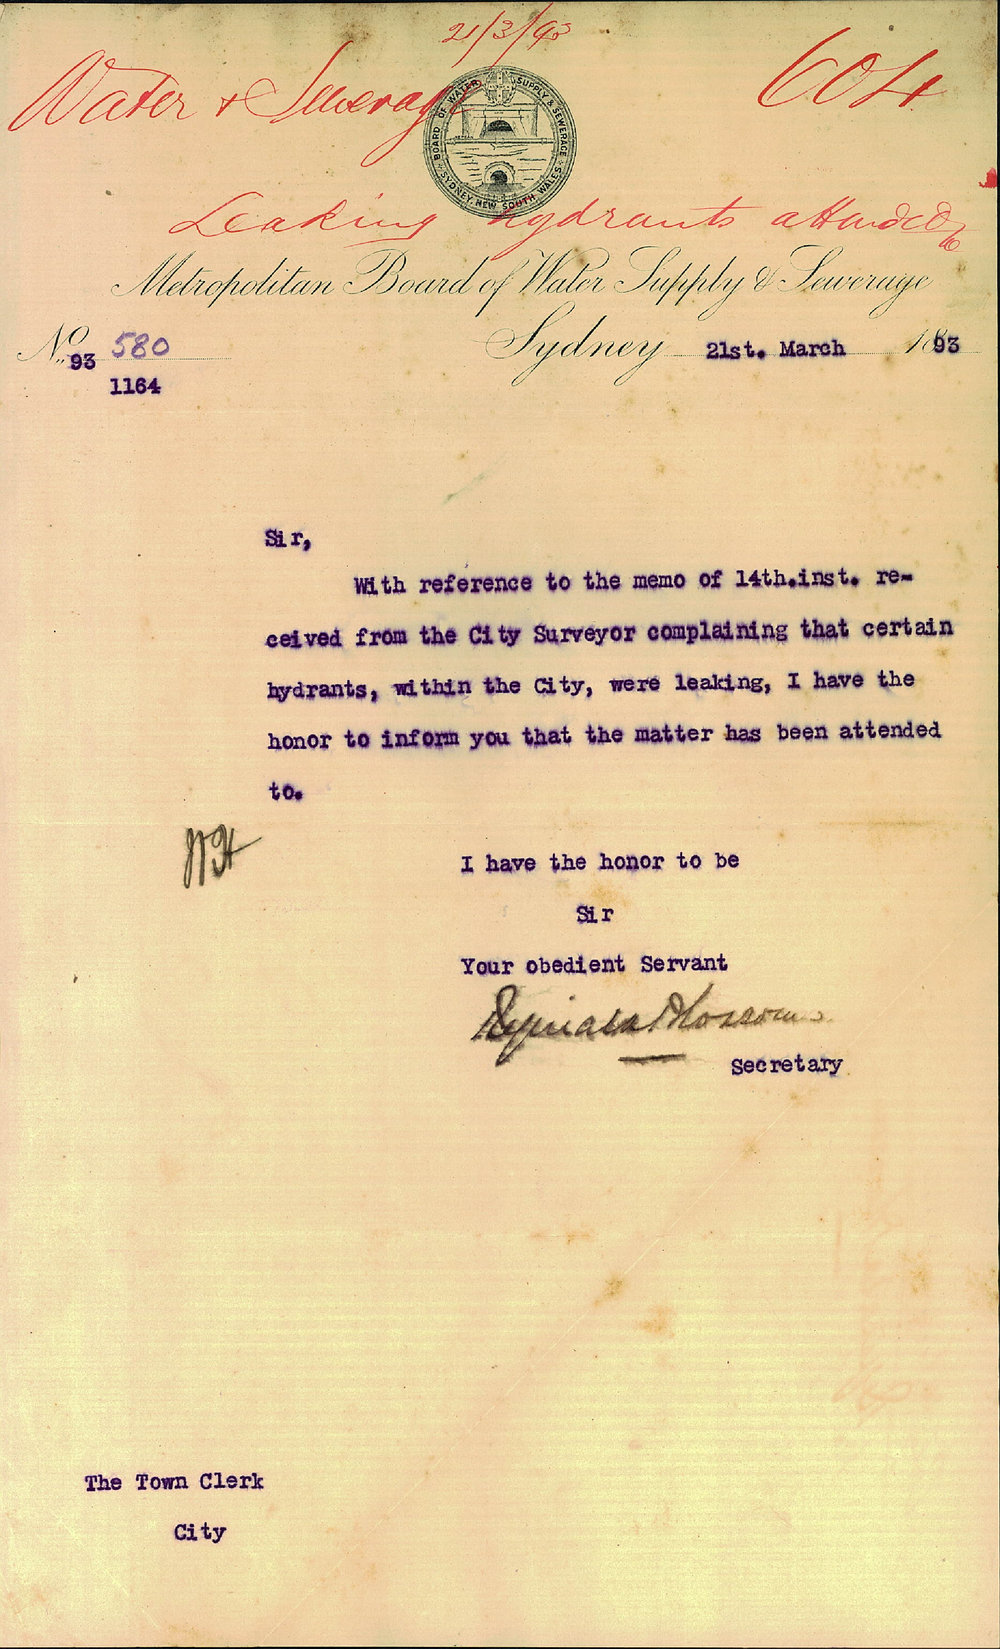 21/3/93
Water & Sewerage
604
BOARD OF WATER SUPPLY & SEWERAGE
SYDNEY NEW SOUTH WALES
Leaking hydrants attended to
Metropolitan Board of Water Supply & Sewerage
No. 93 580
1164
Sydney 21st. March 1893
Sir,
With reference to the memo of 14th.inst. re-
ceived from the City Surveyor complaining that certain
hydrants, within the City, were leaking, I have the
honor to inform you that the matter has been attended
to.
I have the honor to be
Sir
Your obedient Servant
Secretary
The Town Clerk
City